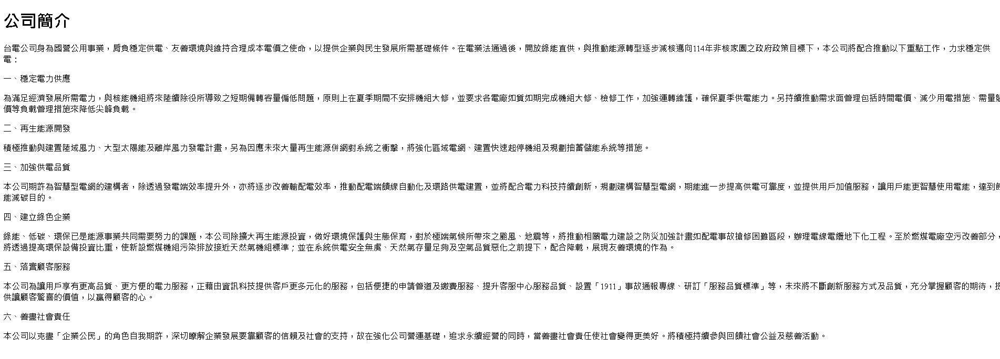 公司簡介
台電公司身為國營公用事業，肩負穩定供電、友善環境與維持合理成本電價之使命，以提供企業與民生發展所需基礎條件。在電業法通過後，開放綠能直供，與推動能源轉型逐步減核邁向114年非核家園之政府政策目標下，本公司將配合推動以下重點工作，力求穩定供
電：
一、穩定電力供應
為滿足經濟發展所需電力，與核能機組將來陸續除役所導致之短期備轉容量偏低問題，原則上在夏季期間不安排機組大修，並要求各電廠如質如期完成機組大修、檢修工作，加強運轉維護，確保夏季供電能力。另持續推動需求面管理包括時間電價、減少用電措施、需量競
價等負載管理措施來降低尖峰負載。
二、再生能源開發
積極推動與建置陸域風力、大型太陽能及離岸風力發電計畫，另為因應未來大量再生能源併網對系統之衝擊，將強化區域電網、建置快速起停機組及規劃抽蓄儲能系統等措施。
三、加強供電品質
本公司期許為智慧型電網的建構者，除透過發電端效率提升外，亦將逐步改善輸配電效率，推動配電端饋線自動化及環路供電建置，並將配合電力科技持續創新，規劃建構智慧型電網，期能進一步提高供電可靠度，並提供用戶加值服務，讓用戶能更智慧使用電能，達到節
能減碳目的。
四、建立綠色企業
綠能、低碳、環保已是能源事業共同需要努力的課題，本公司除擴大再生能源投資，做好環境保護與生態保育，對於極端氣候所帶來之颱風、地震等，將推動相關電力建設之防災加強計畫如配電事故搶修困難區段，辦理電線電纜地下化工程。至於燃煤電廠空污改善部分，
將透過提高環保設備投資比重，使新設燃煤機組污染排放接近天然氣機組標準；並在系統供電安全無虞、天然氣存量足夠及空氣品質惡化之前提下，配合降載，展現友善環境的作為。
五、落實顧客服務
本公司為讓用戶享有更高品質、更方便的電力服務，正藉由資訊科技提供客戶更多元化的服務，包括便捷的申請管道及繳費服務、提升客服中心服務品質、設置「1911」事故通報專線、研訂「服務品質標準」等，未來將不斷創新服務方式及品質，充分掌握顧客的期待，提
供讓顧客驚喜的價值，以贏得顧客的心。
六、善盡社會責任
本公司以克盡「企業公民」的角色自我期許，深切瞭解企業發展要靠顧客的信賴及社會的支持，故在強化公司營運基礎，追求永續經營的同時，當善盡社會責任使社會變得更美好。將積極持續參與回饋社會公益及慈善活動。